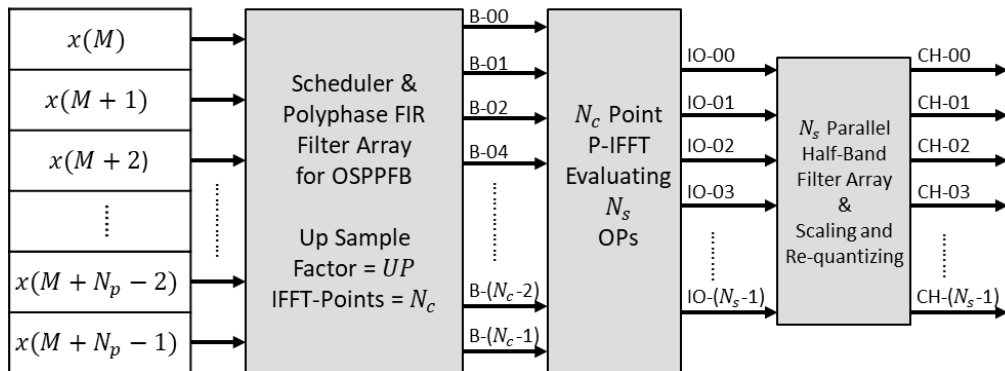 x(M)
x(M + 1)
x(M + 2)
x(M + N_p − 2)
x(M + N_p − 1)
Scheduler &
Polyphase FIR
Filter Array
for OSPPFB
Up Sample
Factor = UP
IFFT-Points = N_c
B-00
B-01
B-02
B-04
B-(N_c-2)
B-(N_c-1)
N_c Point
P-IFFT
Evaluating
N_s
OPs
IO-00
IO-01
IO-02
IO-03
IO-(N_s-1)
N_s Parallel
Half-Band
Filter Array
&
Scaling and
Re-quantizing
CH-00
CH-01
CH-02
CH-03
CH-(N_s-1)